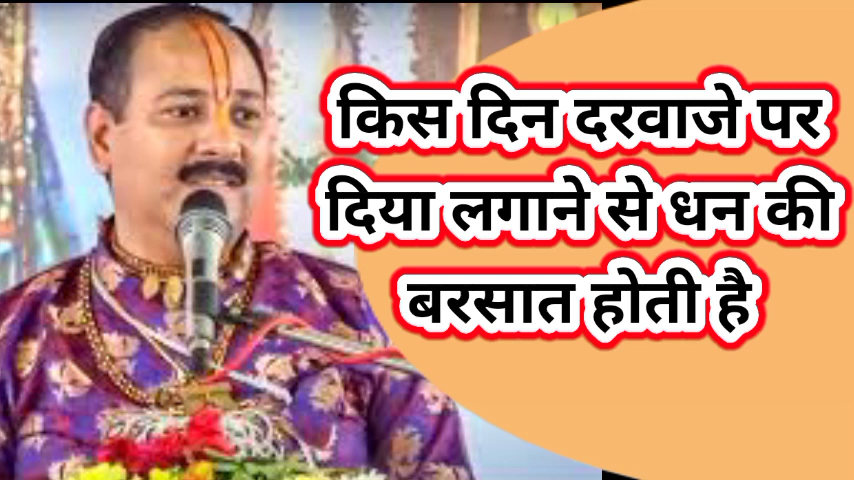 किस दिन दरवाजे पर
दिया लगाने से धन की
बरसात होती है